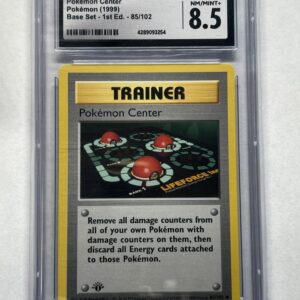 Pokémon Center
Pokémon (1999)
Base Set - 1st Ed. - 85/102
4289093254
NM/MINT+
8.5
TRAINER
Pokémon Center
LIFEFORCE
Remove all damage counters from
all of your own Pokémon with
damage counters on them, then
discard all Energy cards attached
to those Pokémon.
1